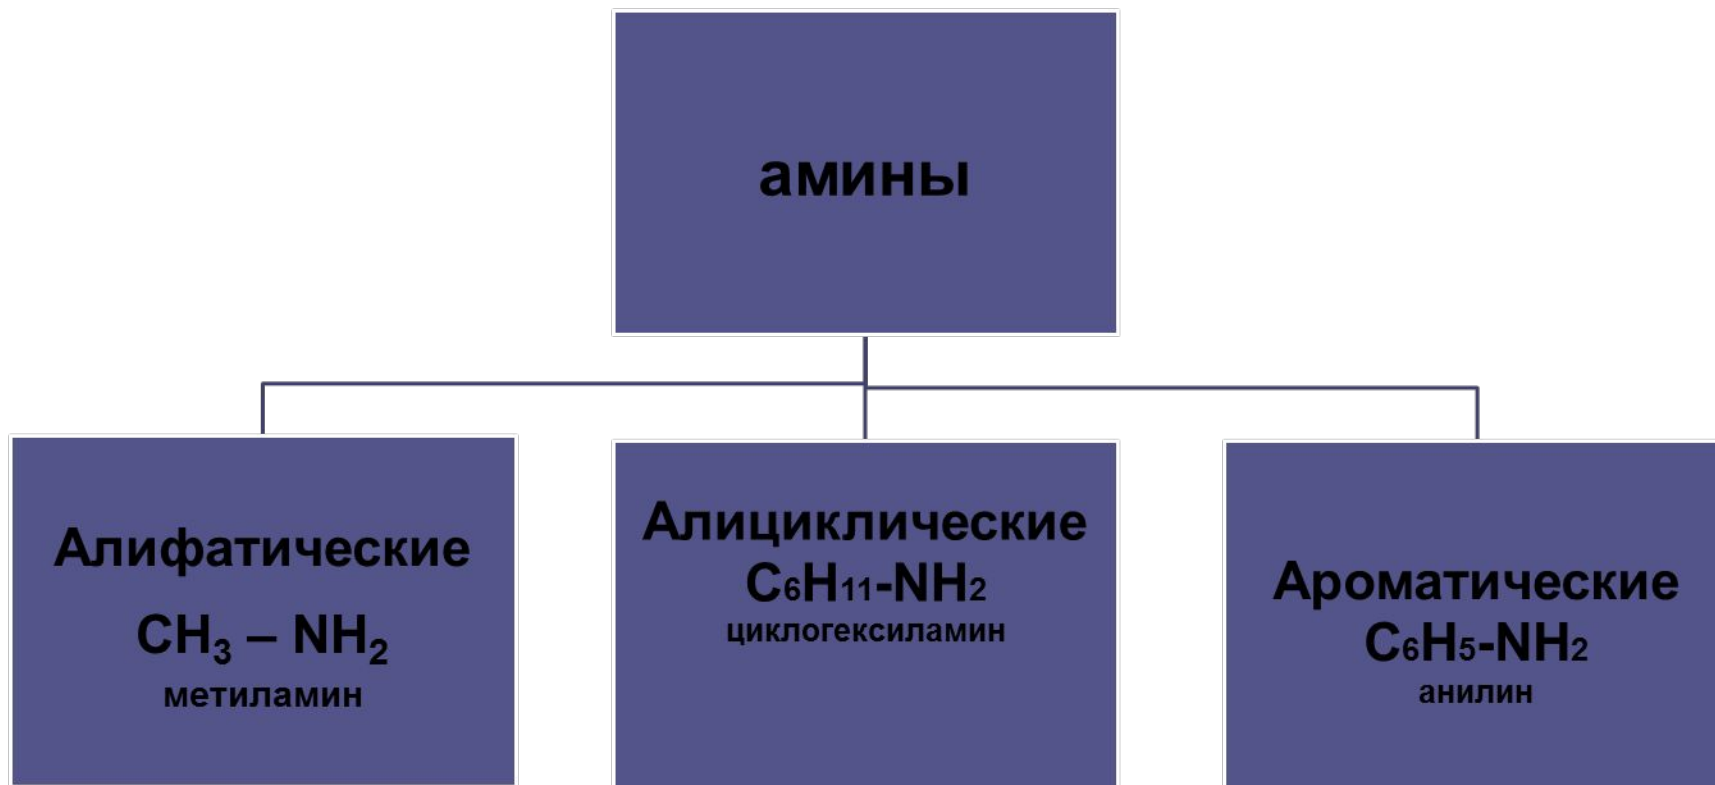 амины
Алифатические
CH₃ – NH₂
метиламин
Алициклические
C₆H₁₁-NH₂
циклогексиламин
Ароматические
C₆H₅-NH₂
анилин